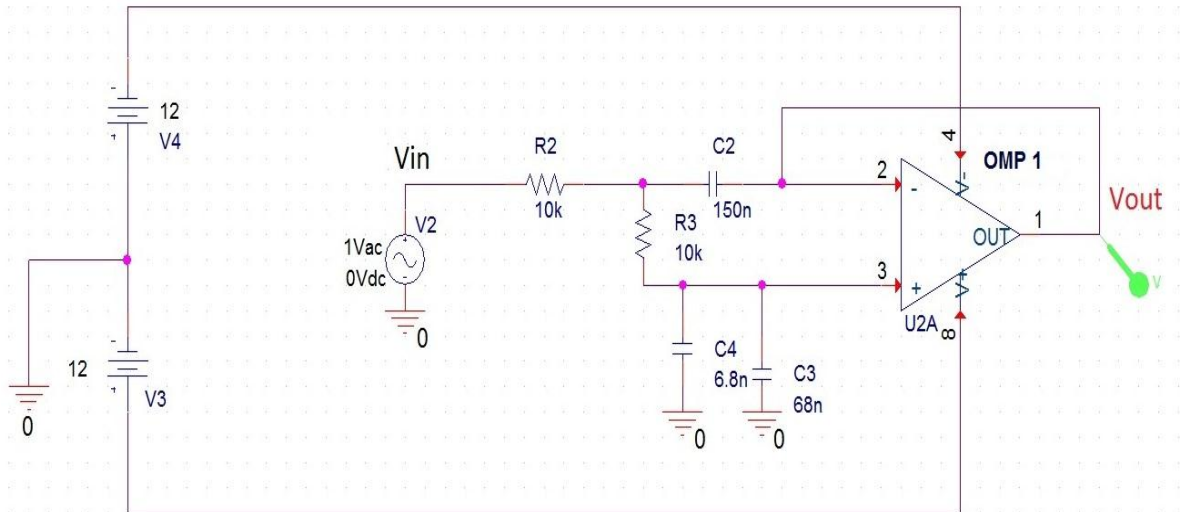 -
12
V4
+
-
12
V3
+
0
Vin
V2
1Vac
0Vdc
+
-
0
R2
10k
C2
150n
R3
10k
C4
6.8n
0
C3
68n
0
2
-
3
+
4
V-
OMP 1
OUT
1
V+
U2A
8
Vout
V